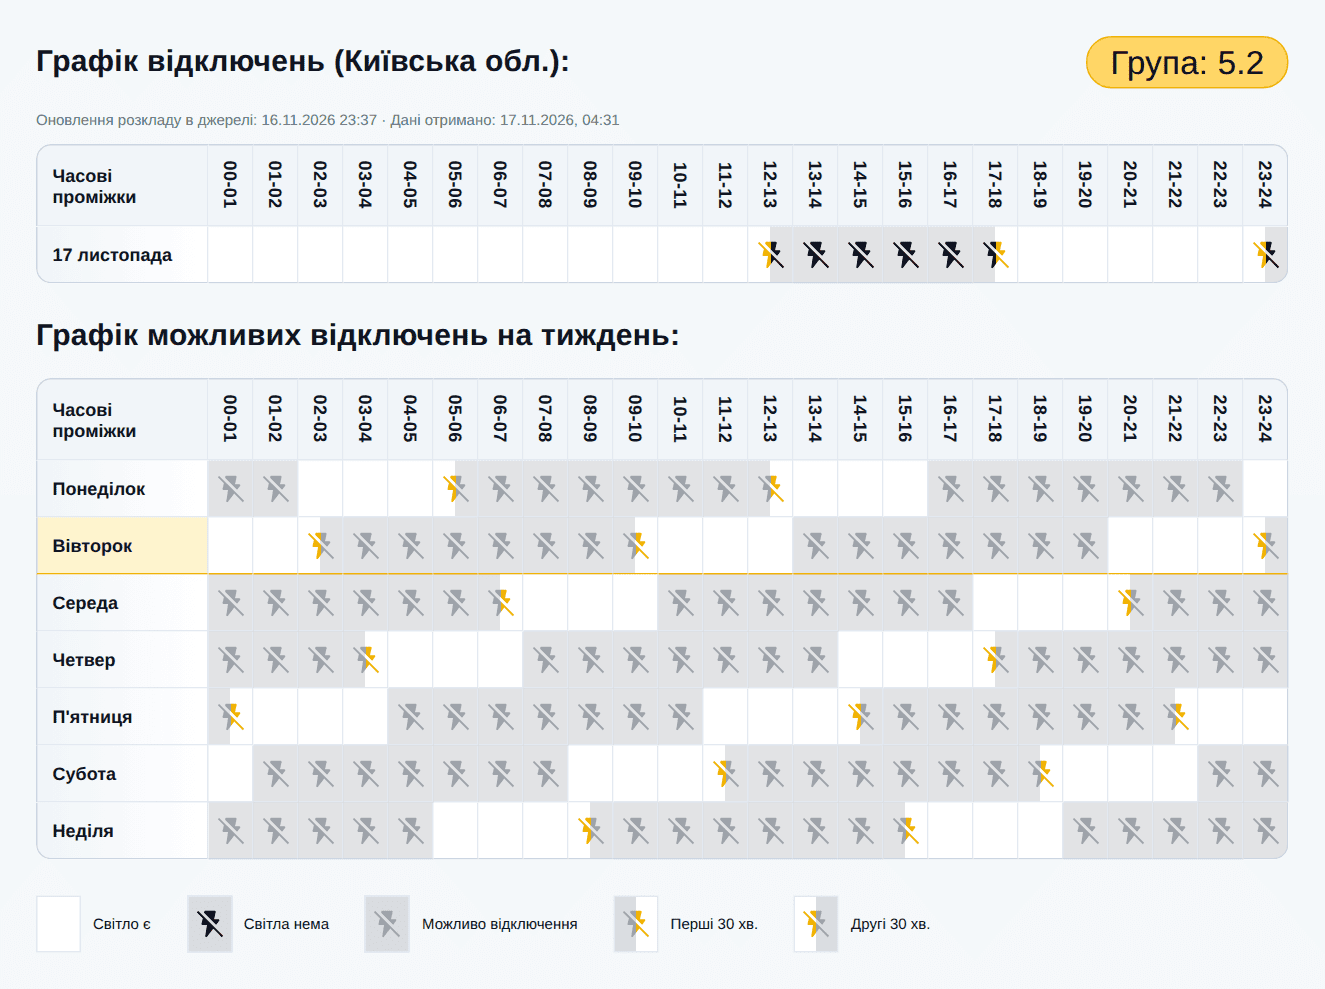 Графік відключень (Київська обл.):
Група: 5.2
Оновлення розкладу в джерелі: 16.11.2026 23:37 · Дані отримано: 17.11.2026, 04:31
Часові
проміжки
00-01 01-02 02-03 03-04 04-05 05-06 06-07 07-08 08-09 09-10 10-11 11-12 12-13 13-14 14-15 15-16 16-17 17-18 18-19 19-20 20-21 21-22 22-23 23-24
17 листопада
Графік можливих відключень на тиждень:
Часові
проміжки
00-01 01-02 02-03 03-04 04-05 05-06 06-07 07-08 08-09 09-10 10-11 11-12 12-13 13-14 14-15 15-16 16-17 17-18 18-19 19-20 20-21 21-22 22-23 23-24
Понеділок
Вівторок
Середа
Четвер
П'ятниця
Субота
Неділя
Світло є
Світла нема
Можливо відключення
Перші 30 хв.
Другі 30 хв.